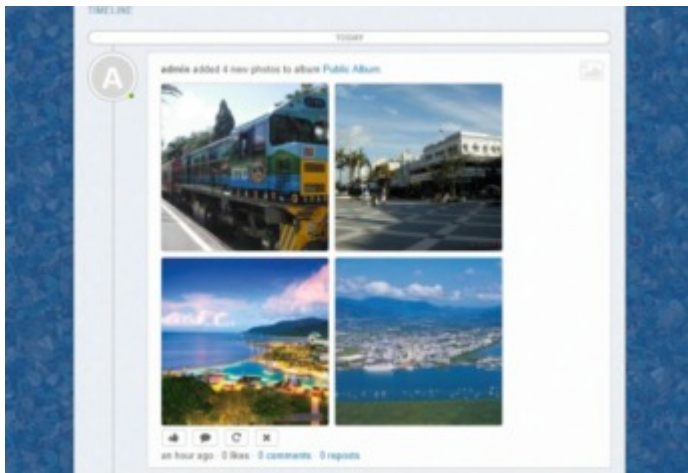 TIMELINE
TODAY
A
admin added 4 new photos to album Public Album
an hour ago · 0 likes · 0 comments · 0 reposts